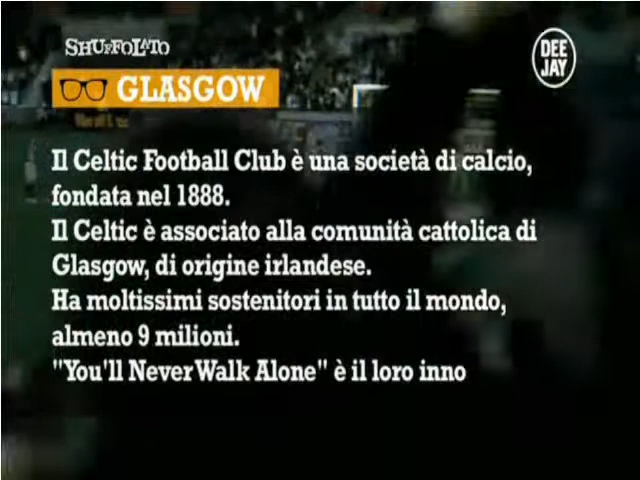 SHUFFOLATO
DEE
JAY
GLASGOW
Il Celtic Football Club è una società di calcio,
fondata nel 1888.
Il Celtic è associato alla comunità cattolica di
Glasgow, di origine irlandese.
Ha moltissimi sostenitori in tutto il mondo,
almeno 9 milioni.
"You'll Never Walk Alone" è il loro inno